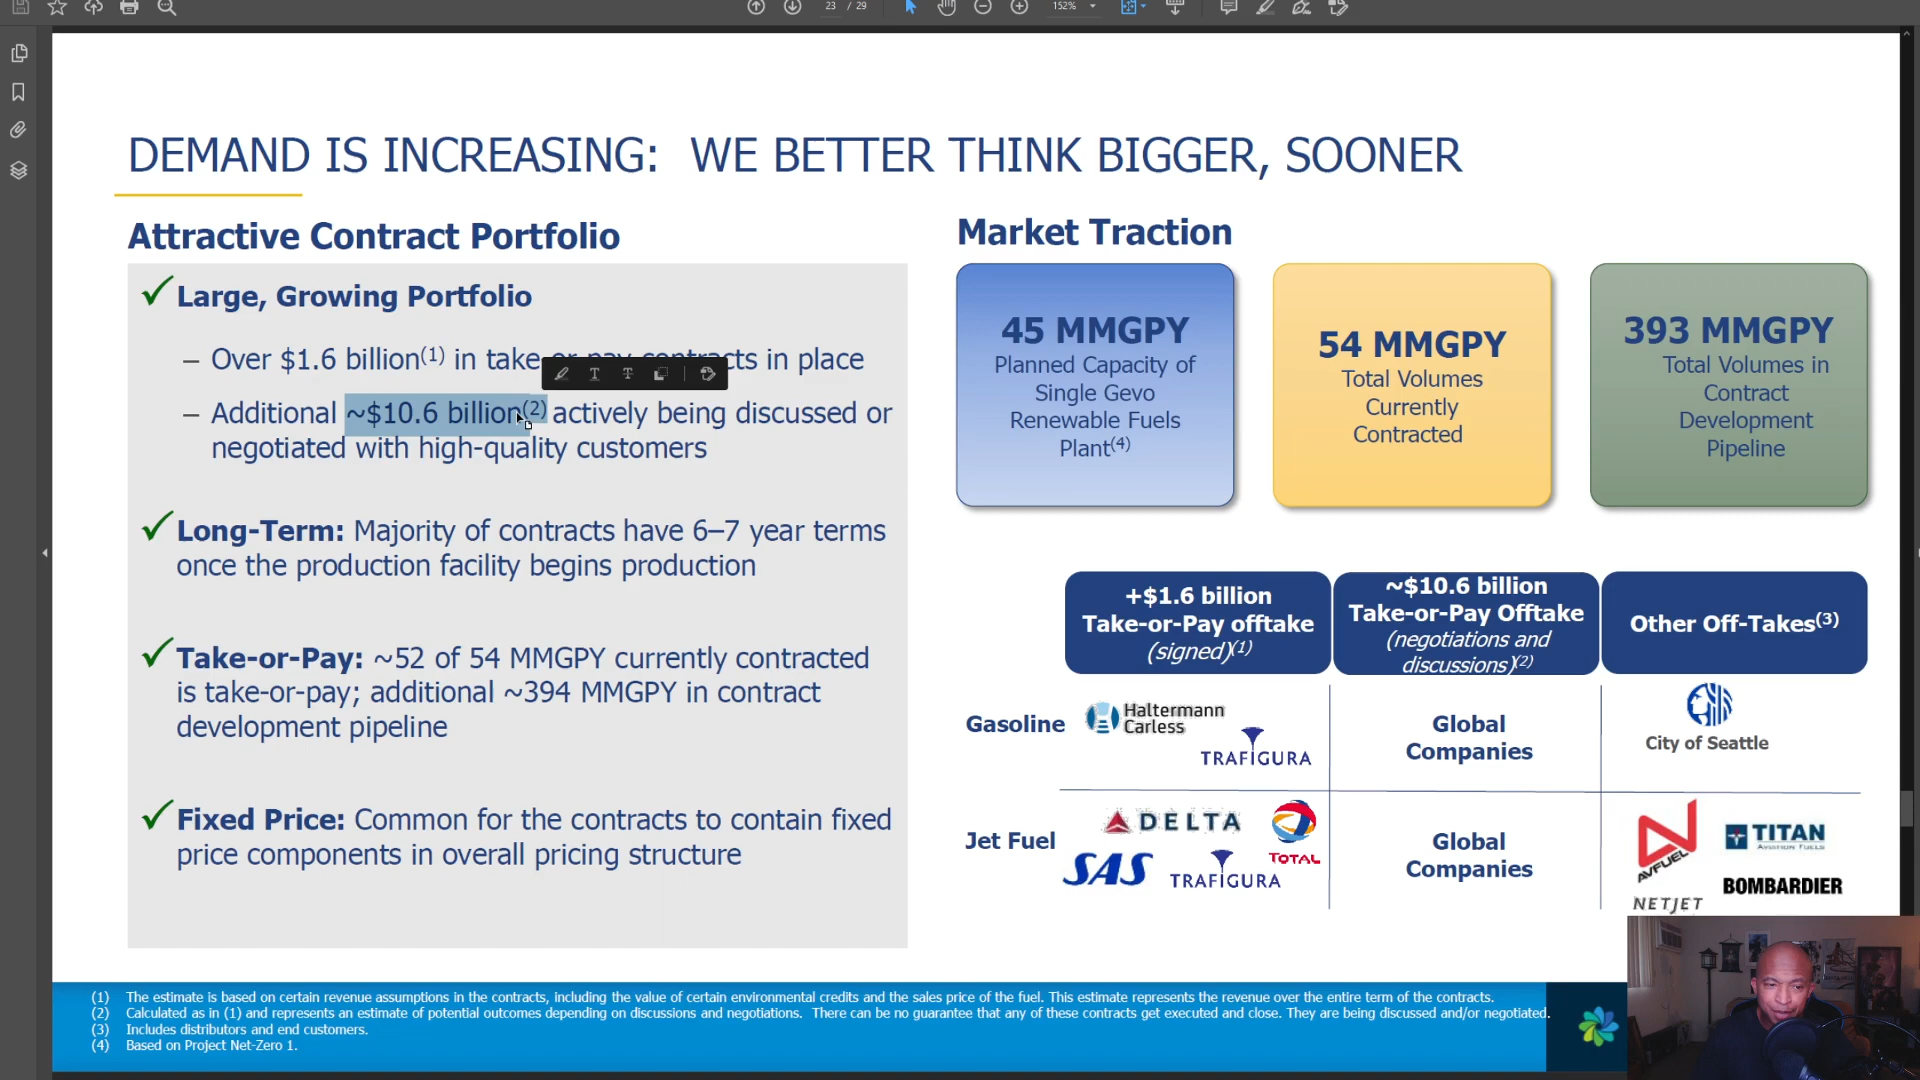 23 / 29
152%
DEMAND IS INCREASING: WE BETTER THINK BIGGER, SOONER
Attractive Contract Portfolio
Large, Growing Portfolio
– Over $1.6 billion(1) in take-or-pay contracts in place
– Additional ~$10.6 billion(2) actively being discussed or
negotiated with high-quality customers
Long-Term: Majority of contracts have 6–7 year terms
once the production facility begins production
Take-or-Pay: ~52 of 54 MMGPY currently contracted
is take-or-pay; additional ~394 MMGPY in contract
development pipeline
Fixed Price: Common for the contracts to contain fixed
price components in overall pricing structure
Market Traction
45 MMGPY
Planned Capacity of
Single Gevo
Renewable Fuels
Plant(4)
54 MMGPY
Total Volumes
Currently
Contracted
393 MMGPY
Total Volumes in
Contract
Development
Pipeline
+$1.6 billion
Take-or-Pay offtake
(signed)(1)
~$10.6 billion
Take-or-Pay Offtake
(negotiations and
discussions)(2)
Other Off-Takes(3)
Gasoline
Haltermann
Carless
TRAFIGURA
Global
Companies
City of Seattle
Jet Fuel
DELTA
TOTAL
SAS
TRAFIGURA
Global
Companies
AVFUEL
TITAN
AVIATION FUELS
BOMBARDIER
NETJET
(1) The estimate is based on certain revenue assumptions in the contracts, including the value of certain environmental credits and the sales price of the fuel. This estimate represents the revenue over the entire term of the contracts.
(2) Calculated as in (1) and represents an estimate of potential outcomes depending on discussions and negotiations. There can be no guarantee that any of these contracts get executed and close. They are being discussed and/or negotiated.
(3) Includes distributors and end customers.
(4) Based on Project Net-Zero 1.